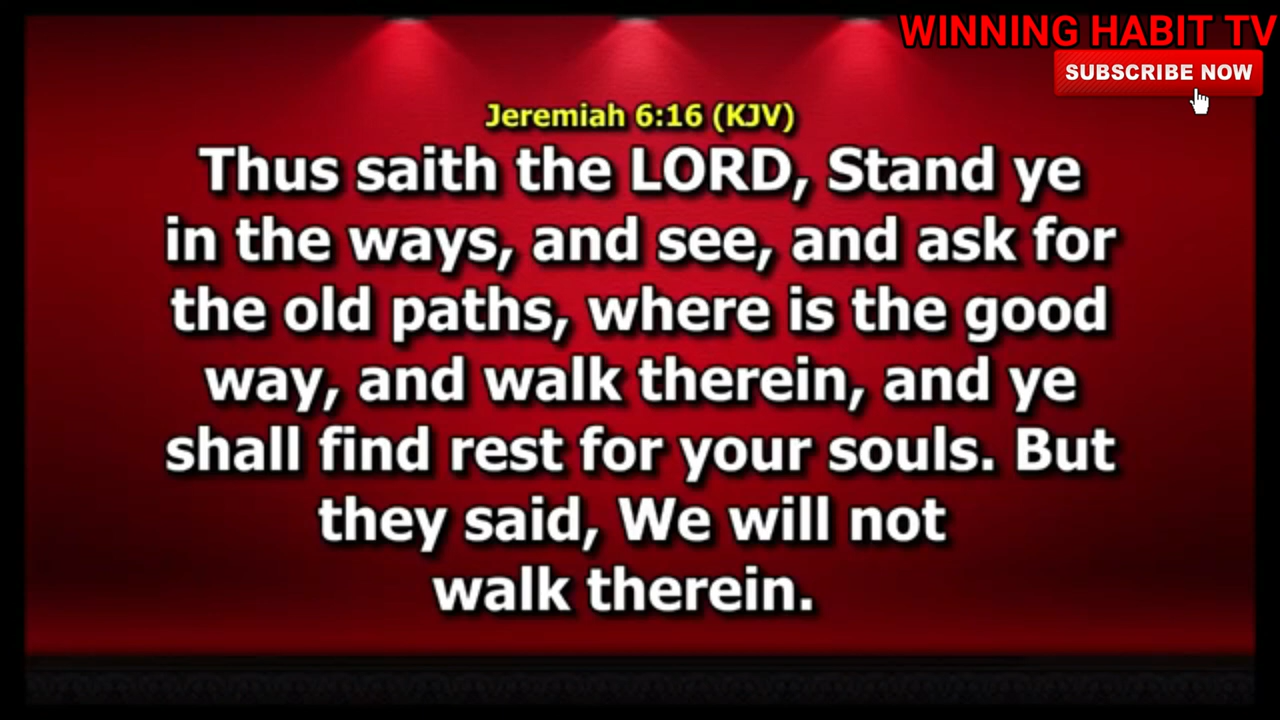 WINNING HABIT TV
SUBSCRIBE NOW
Jeremiah 6:16 (KJV)
Thus saith the LORD, Stand ye
in the ways, and see, and ask for
the old paths, where is the good
way, and walk therein, and ye
shall find rest for your souls. But
they said, We will not
walk therein.